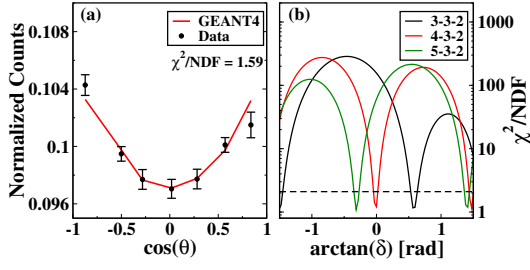 (a)
GEANT4
Data
χ²/NDF = 1.59
0.108
0.104
0.1
0.096
Normalized Counts
-1
-0.5
0
0.5
1
cos(θ)
(b)
3-3-2
4-3-2
5-3-2
1000
100
10
1
χ²/NDF
-1
0
1
arctan(δ) [rad]